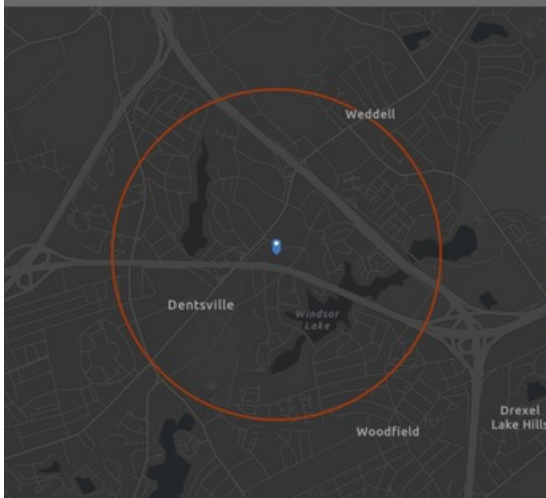 Weddell
Dentsville
Windsor
Lake
Drexel
Lake Hills
Woodfield